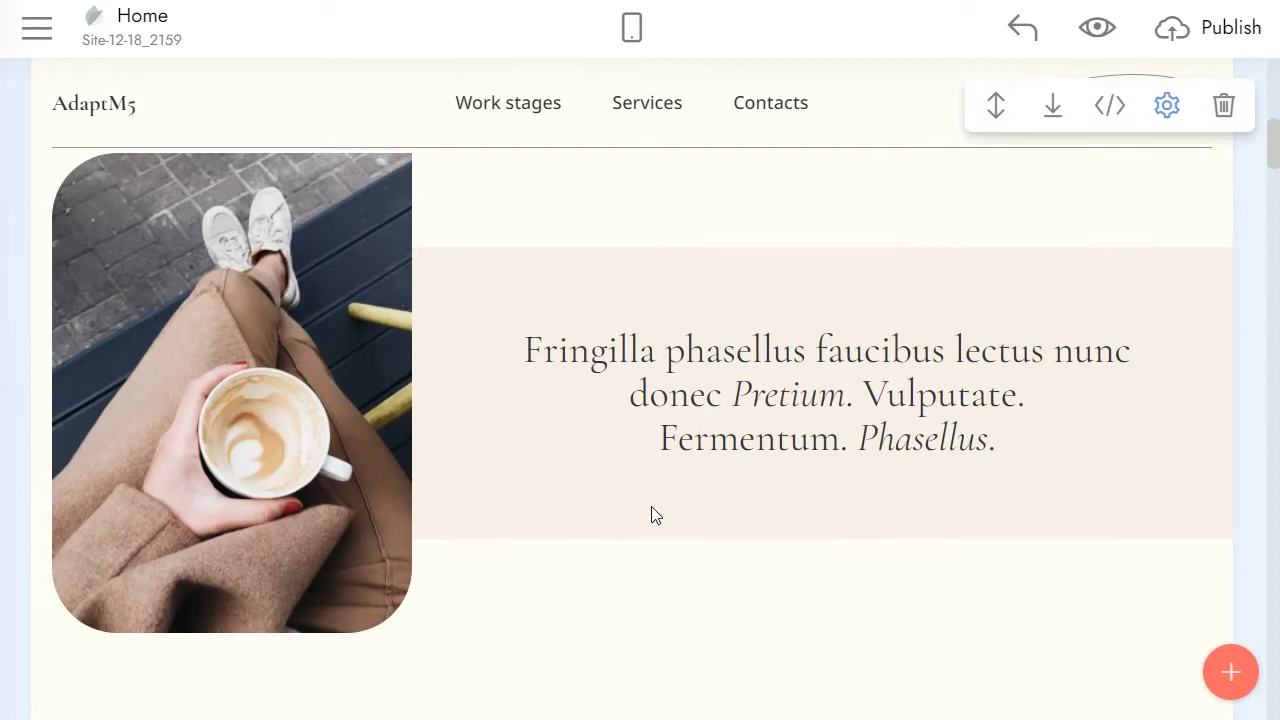 Home
Site-12-18_2159
Publish
AdaptM5
Work stages
Services
Contacts
Fringilla phasellus faucibus lectus nunc
donec Pretium. Vulputate.
Fermentum. Phasellus.